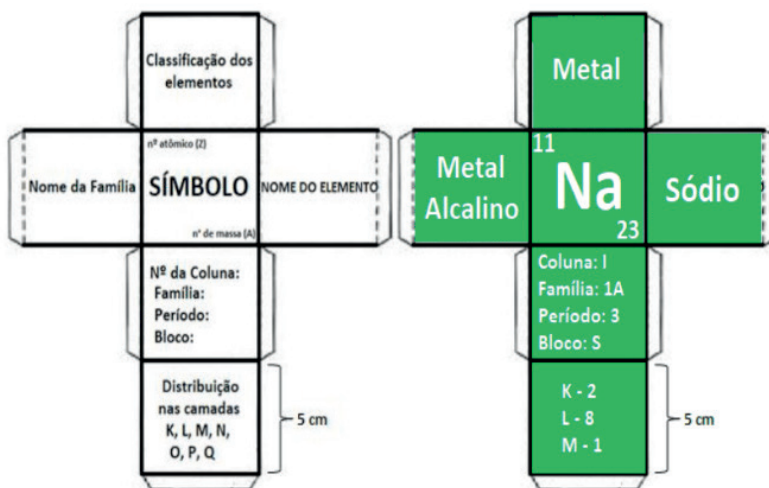 Classificação dos
elementos
Nome da Família
nº atômico (Z)
SÍMBOLO
n° de massa (A)
NOME DO ELEMENTO
Nº da Coluna:
Família:
Período:
Bloco:
Distribuição
nas camadas
K, L, M, N,
O, P, Q
5 cm
Metal
Metal
Alcalino
11
Na
23
Sódio
Coluna: I
Família: 1A
Período: 3
Bloco: S
K - 2
L - 8
M - 1
5 cm